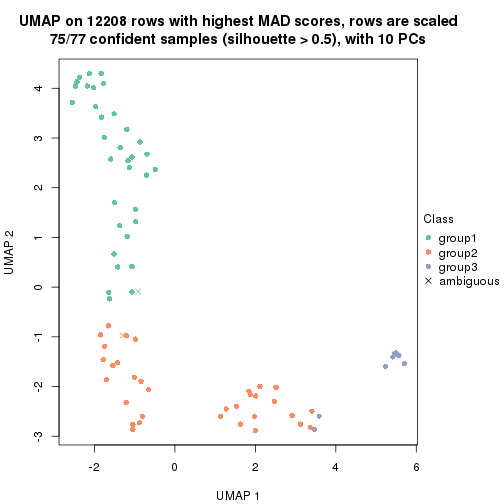 UMAP on 12208 rows with highest MAD scores, rows are scaled
75/77 confident samples (silhouette > 0.5), with 10 PCs
4
3
2
1
0
-1
-2
-3
UMAP 2
-2
0
2
4
6
UMAP 1
Class
group1
group2
group3
ambiguous